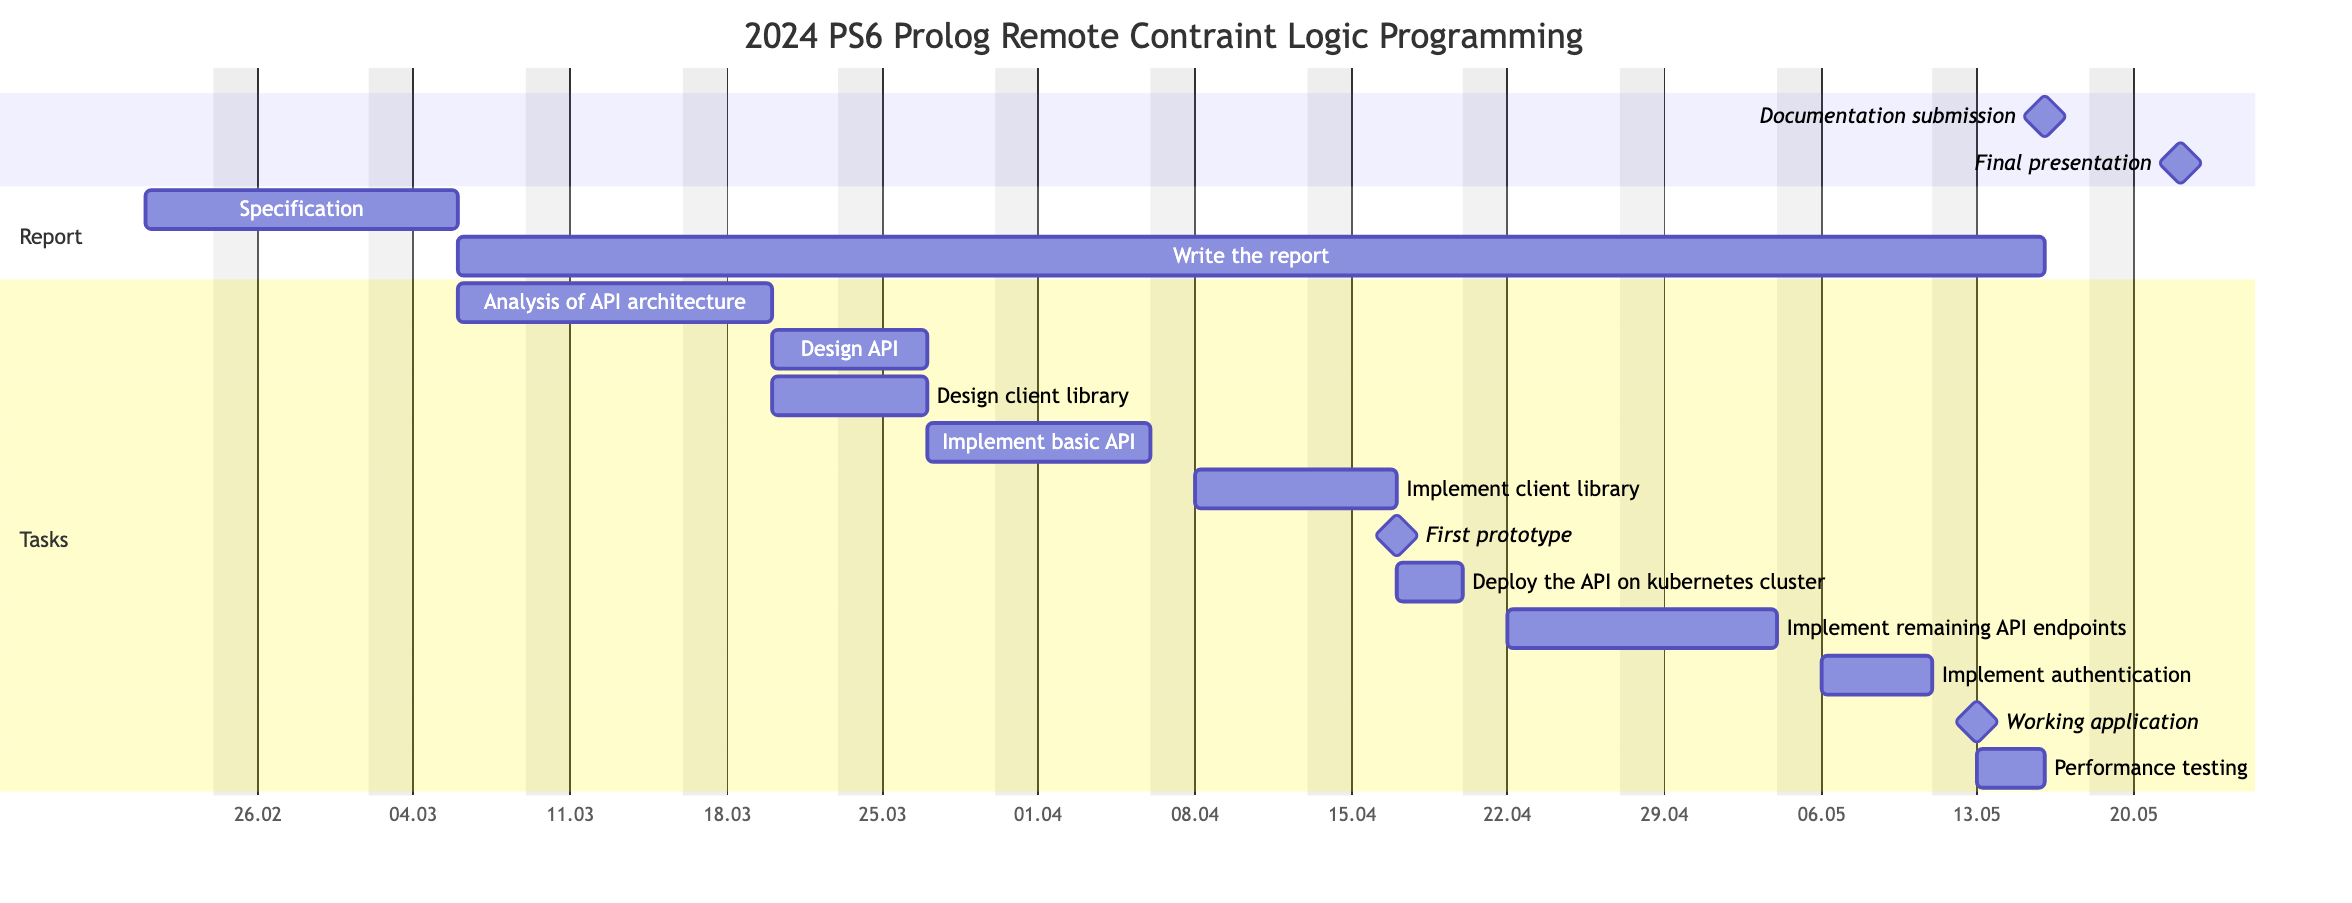 2024 PS6 Prolog Remote Contraint Logic Programming
Documentation submission
Final presentation
Report
Specification
Write the report
Tasks
Analysis of API architecture
Design API
Design client library
Implement basic API
Implement client library
First prototype
Deploy the API on kubernetes cluster
Implement remaining API endpoints
Implement authentication
Working application
Performance testing
26.02 04.03 11.03 18.03 25.03 01.04 08.04 15.04 22.04 29.04 06.05 13.05 20.05